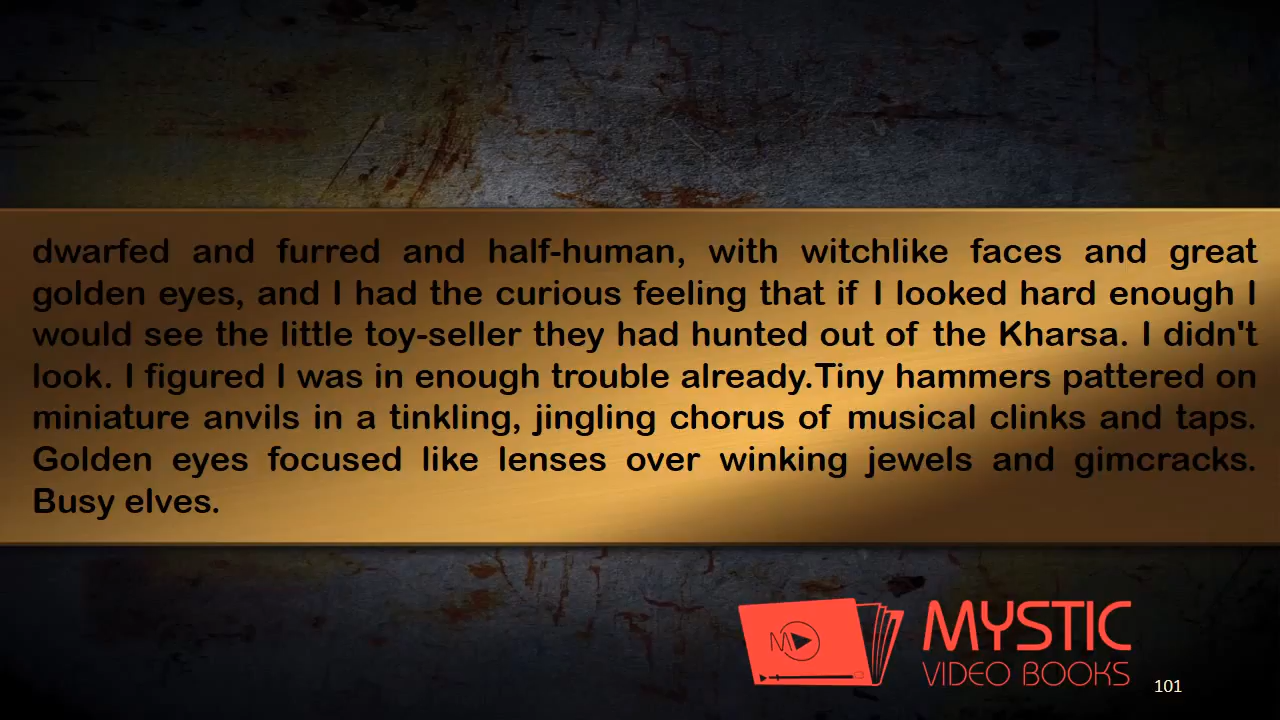 dwarfed and furred and half-human, with witchlike faces and great
golden eyes, and I had the curious feeling that if I looked hard enough I
would see the little toy-seller they had hunted out of the Kharsa. I didn't
look. I figured I was in enough trouble already.Tiny hammers pattered on
miniature anvils in a tinkling, jingling chorus of musical clinks and taps.
Golden eyes focused like lenses over winking jewels and gimcracks.
Busy elves.
MYSTIC
VIDEO BOOKS
101